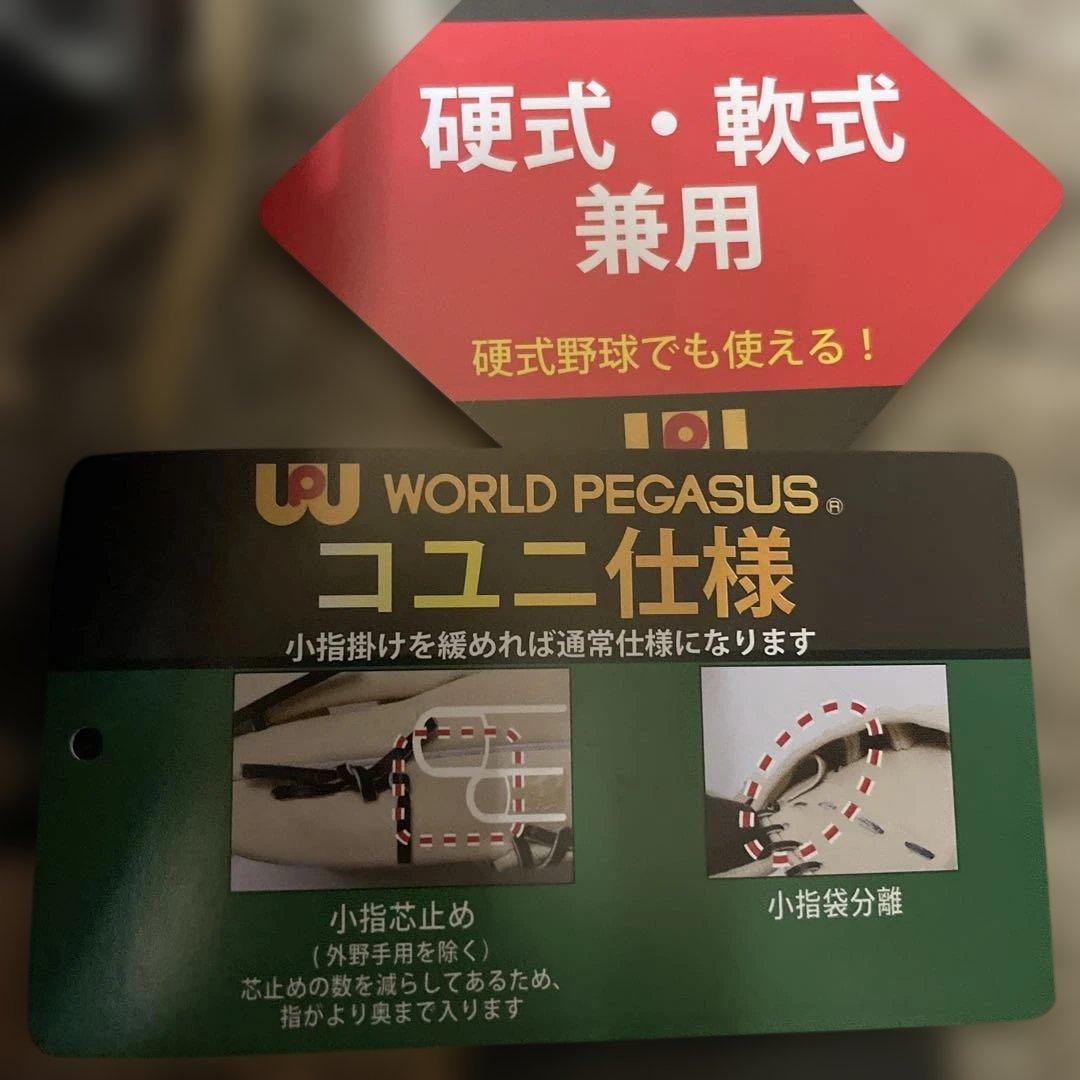 硬式・軟式
兼用
硬式野球でも使える！
WORLD PEGASUS®
コユニ仕様
小指掛けを緩めれば通常仕様になります
小指芯止め
(外野手用を除く)
芯止めの数を減らしてあるため、
指がより奥まで入ります
小指袋分離